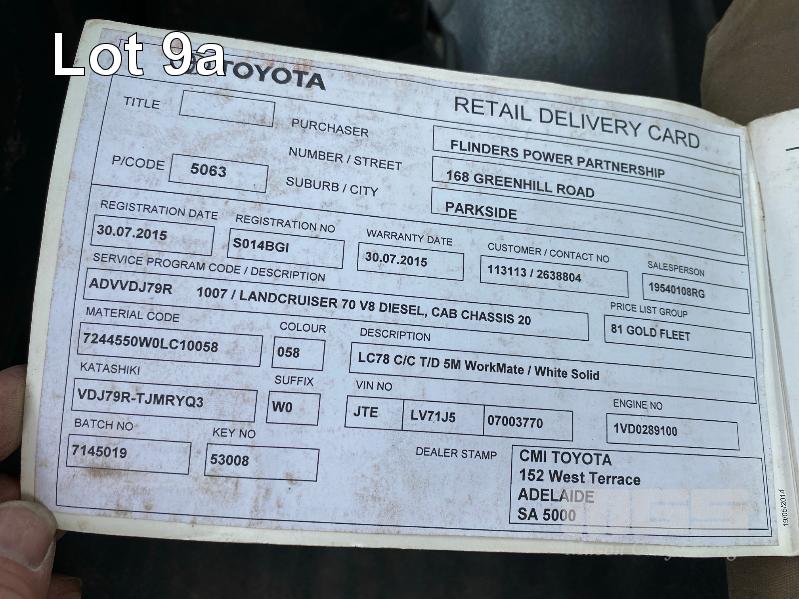 Lot 9a
TOYOTA
RETAIL DELIVERY CARD
TITLE
PURCHASER
FLINDERS POWER PARTNERSHIP
NUMBER / STREET
168 GREENHILL ROAD
P/CODE 5063
SUBURB / CITY
PARKSIDE
REGISTRATION DATE REGISTRATION NO WARRANTY DATE CUSTOMER / CONTACT NO SALESPERSON
30.07.2015 S014BGI 30.07.2015 113113 / 2638804 19540108RG
SERVICE PROGRAM CODE / DESCRIPTION PRICE LIST GROUP
ADVVDJ79R 1007 / LANDCRUISER 70 V8 DIESEL, CAB CHASSIS 20 81 GOLD FLEET
MATERIAL CODE COLOUR DESCRIPTION
7244550W0LC10058 058 LC78 C/C T/D 5M WorkMate / White Solid
KATASHIKI SUFFIX VIN NO ENGINE NO
VDJ79R-TJMRYQ3 W0 JTE LV71J5 07003770 1VD0289100
BATCH NO KEY NO DEALER STAMP
7145019 53008
CMI TOYOTA
152 West Terrace
ADELAIDE
SA 5000
19/05/2014